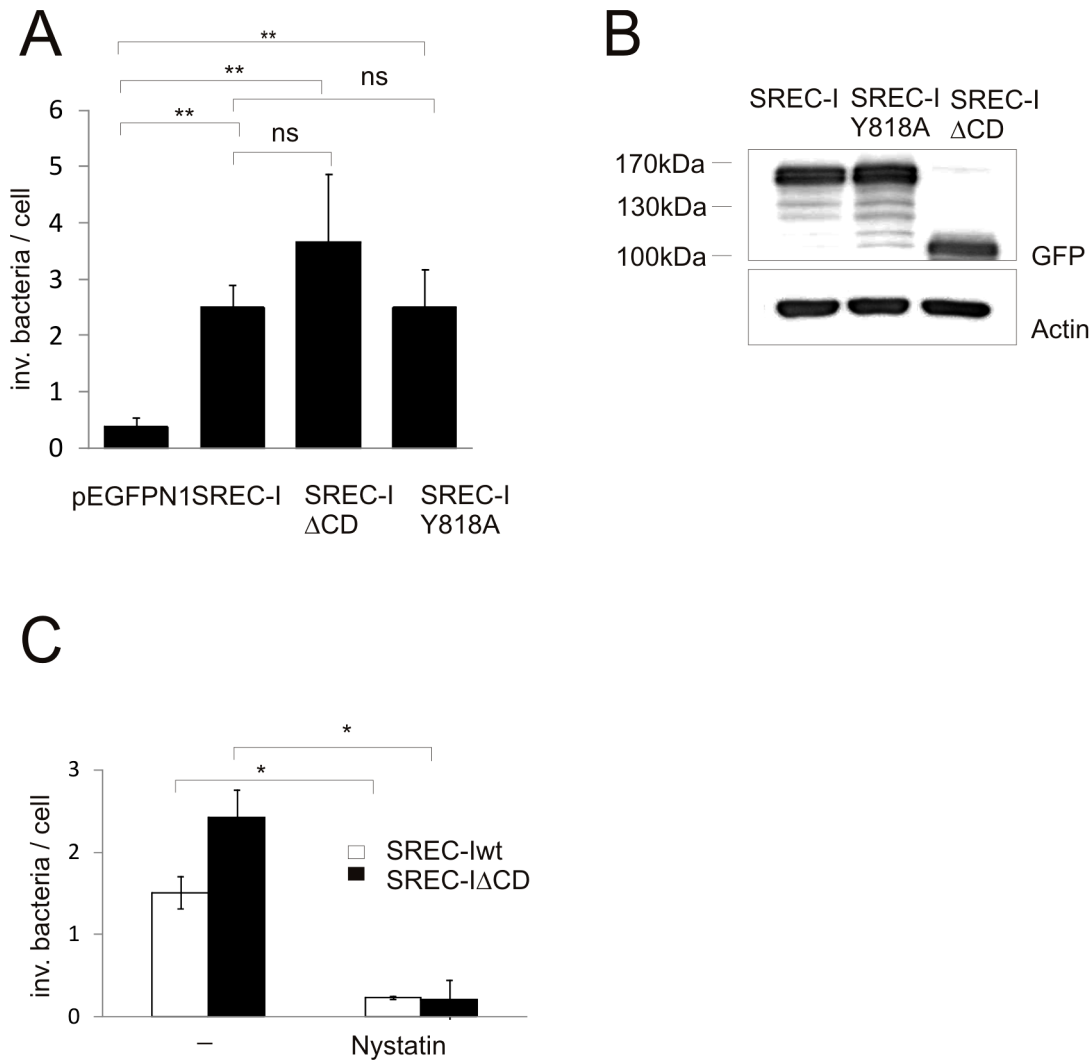 A
**
**
ns
**
ns
6
5
4
3
2
1
0
inv. bacteria / cell
pEGFPN1
SREC-I
SREC-I
ΔCD
SREC-I
Y818A
B
SREC-I
SREC-I
Y818A
SREC-I
ΔCD
170kDa
130kDa
100kDa
GFP
Actin
C
*
*
3
2
1
0
inv. bacteria / cell
SREC-Iwt
SREC-IΔCD
–
Nystatin